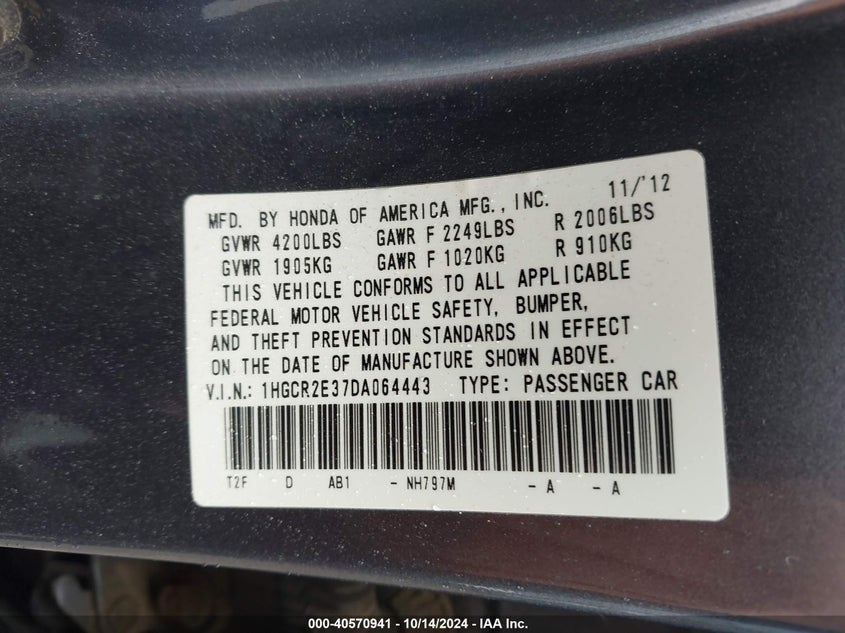 MFD. BY HONDA OF AMERICA MFG., INC. 11/'12
GVWR 4200LBS GAWR F 2249LBS R 2006LBS
GVWR 1905KG GAWR F 1020KG R 910KG
THIS VEHICLE CONFORMS TO ALL APPLICABLE
FEDERAL MOTOR VEHICLE SAFETY, BUMPER,
AND THEFT PREVENTION STANDARDS IN EFFECT
ON THE DATE OF MANUFACTURE SHOWN ABOVE.
V.I.N.: 1HGCR2E37DA064443 TYPE: PASSENGER CAR
T2F D AB1 - NH797M - A - A
000-40570941 - 10/14/2024 - IAA Inc.